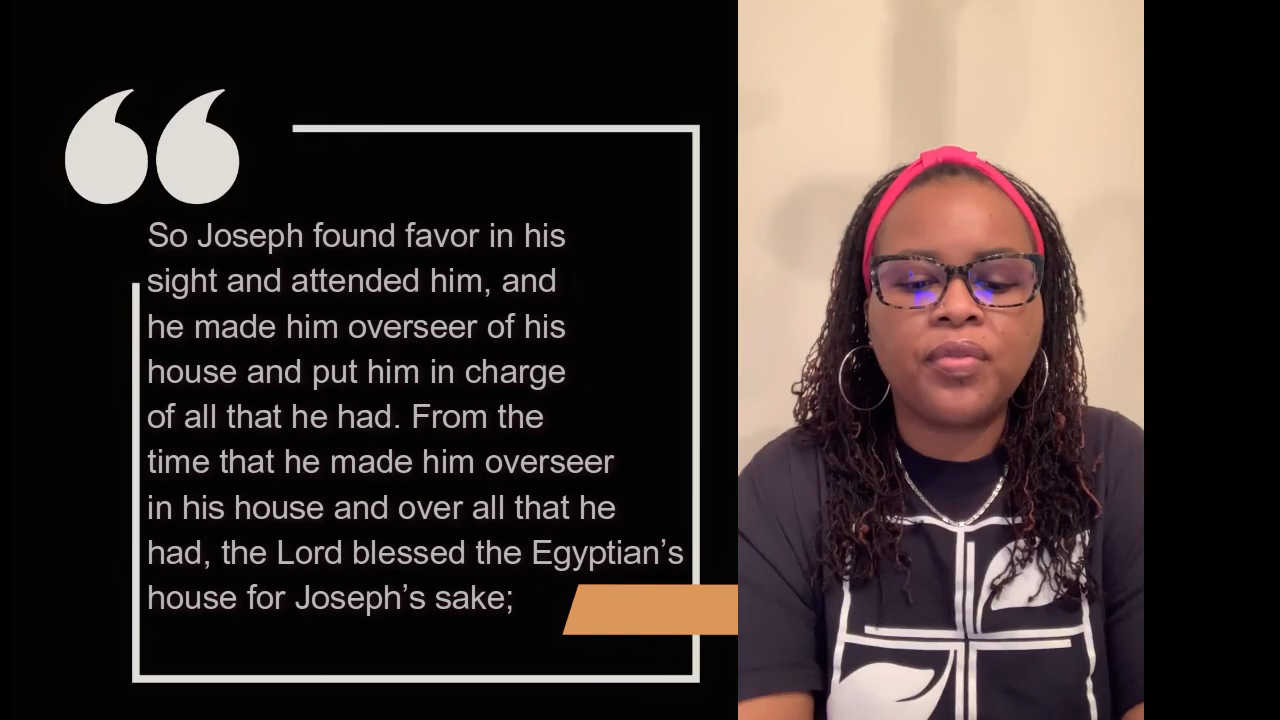 So Joseph found favor in his
sight and attended him, and
he made him overseer of his
house and put him in charge
of all that he had. From the
time that he made him overseer
in his house and over all that he
had, the Lord blessed the Egyptian’s
house for Joseph’s sake;